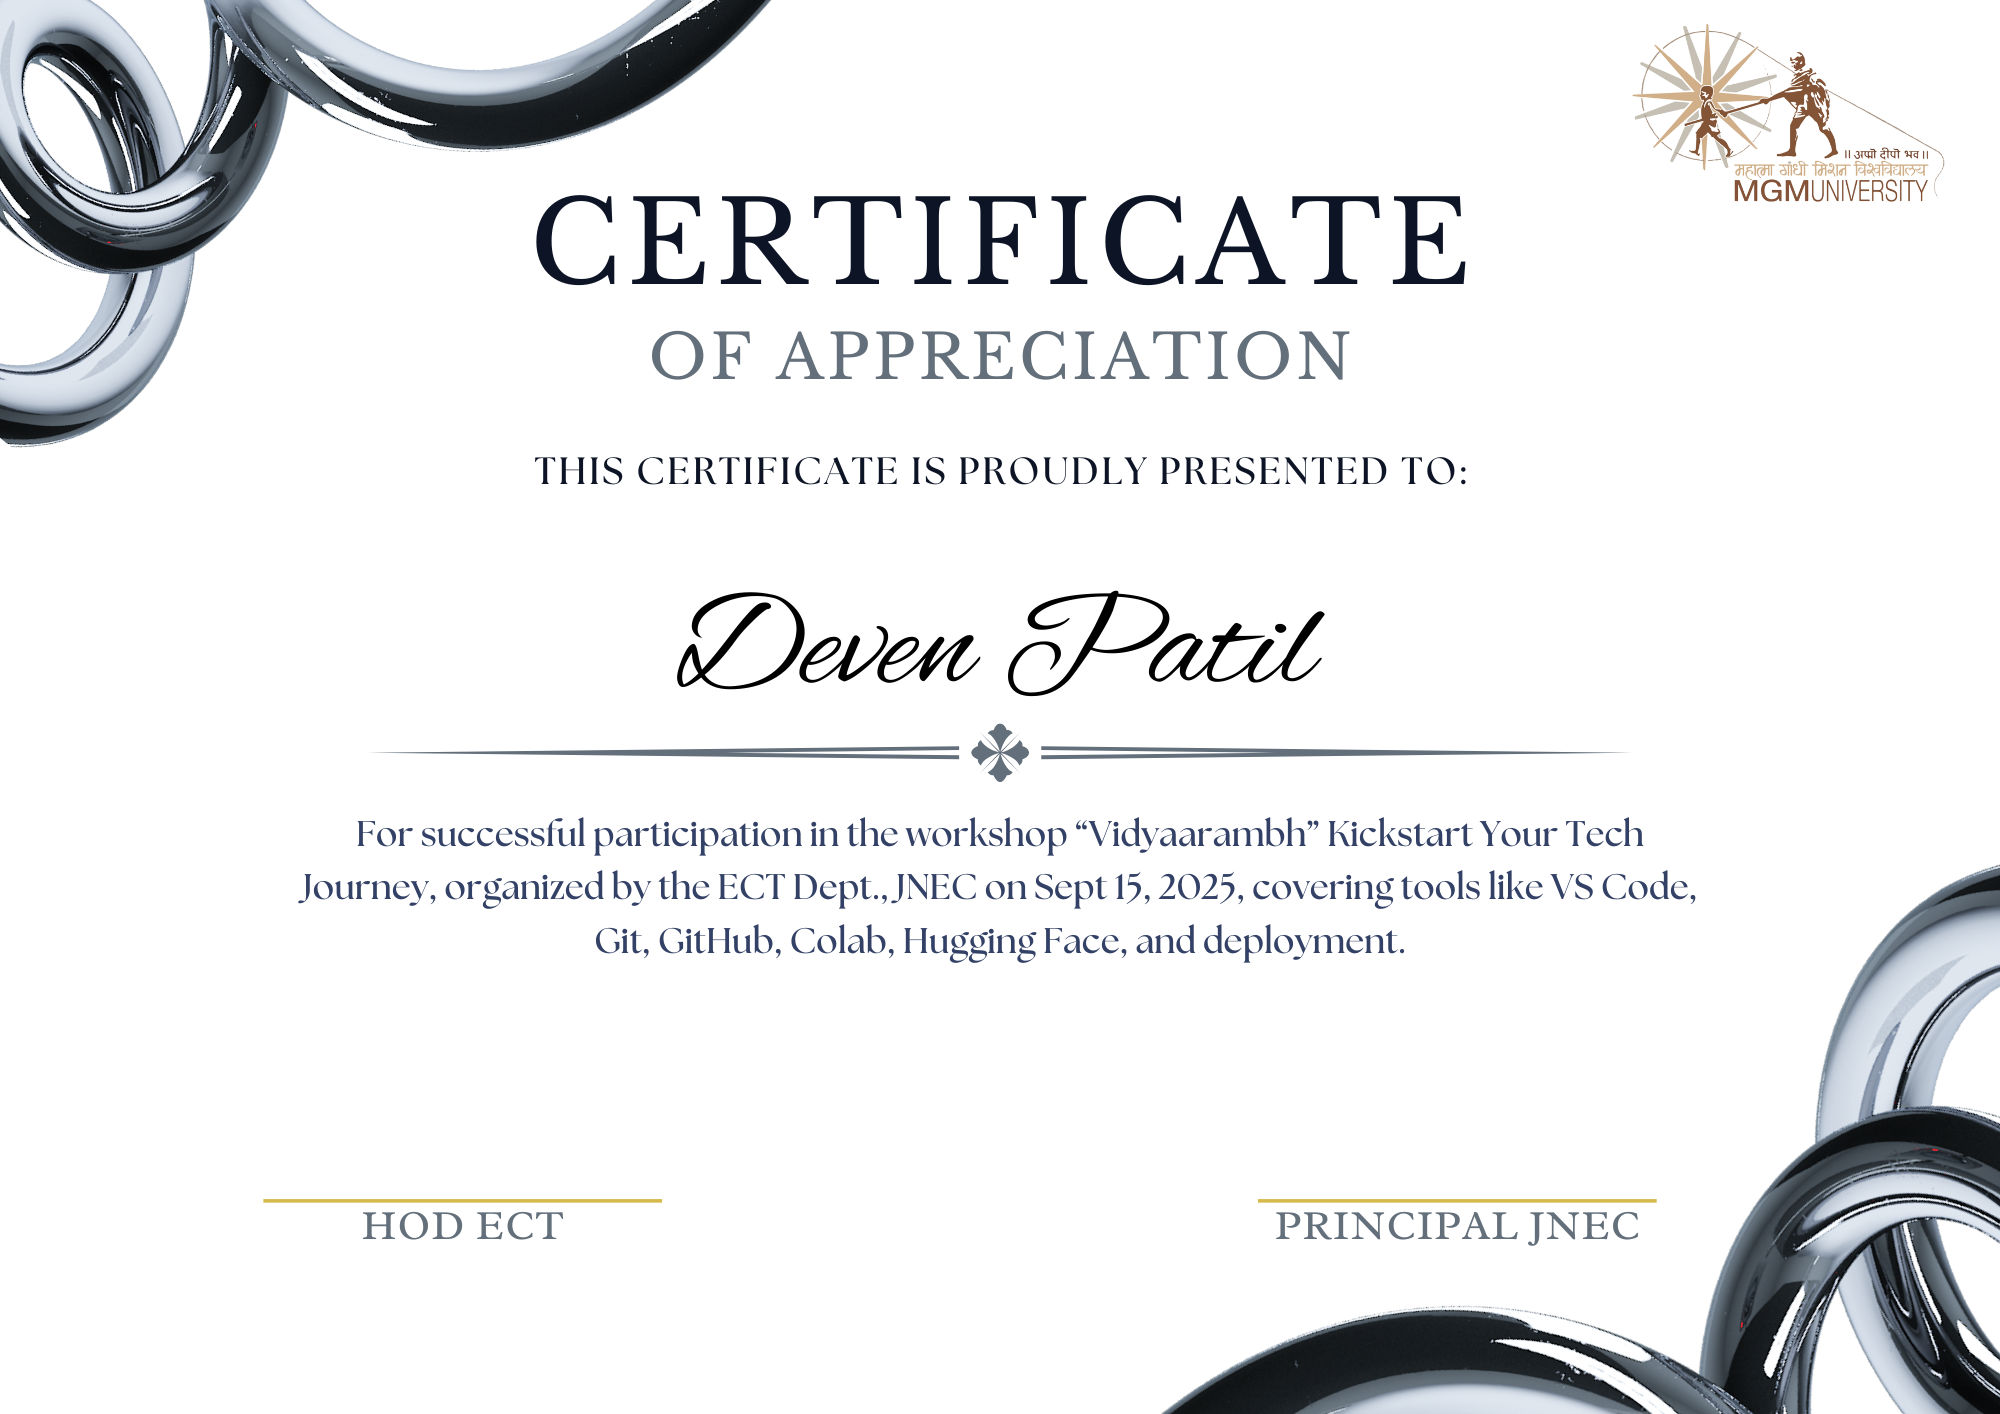 ॥ अप्पो दीपो भव ॥
महात्मा गांधी मिशन विश्वविद्यालय
MGMUNIVERSITY
CERTIFICATE
OF APPRECIATION
THIS CERTIFICATE IS PROUDLY PRESENTED TO:
Deven Patil
For successful participation in the workshop “Vidyaarambh” Kickstart Your Tech
Journey, organized by the ECT Dept., JNEC on Sept 15, 2025, covering tools like VS Code,
Git, GitHub, Colab, Hugging Face, and deployment.
HOD ECT
PRINCIPAL JNEC